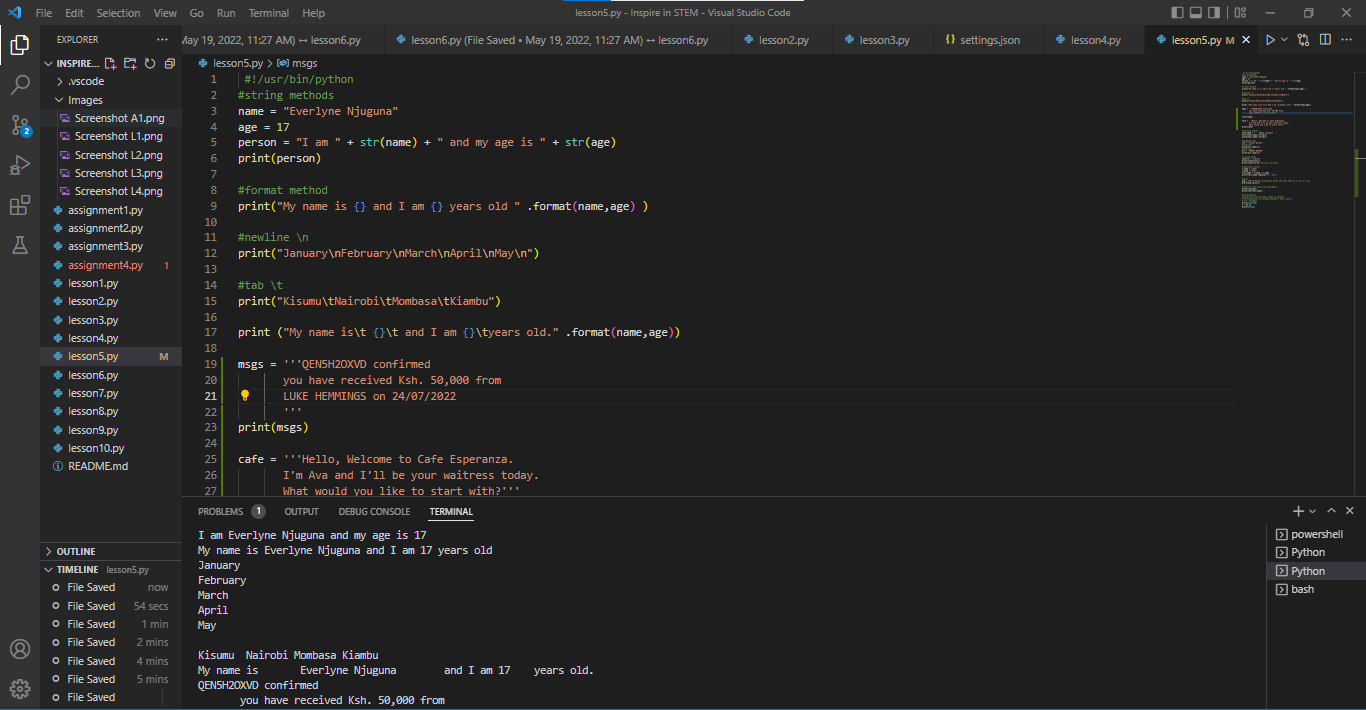 File Edit Selection View Go Run Terminal Help
lesson5.py - Inspire in STEM - Visual Studio Code
EXPLORER
May 19, 2022, 11:27 AM) ↔ lesson6.py
lesson6.py (File Saved • May 19, 2022, 11:27 AM) ↔ lesson6.py
lesson2.py
lesson3.py
{} settings.json
lesson4.py
lesson5.py M
INSPIRE...
.vscode
Images
Screenshot A1.png
Screenshot L1.png
Screenshot L2.png
Screenshot L3.png
Screenshot L4.png
assignment1.py
assignment2.py
assignment3.py
assignment4.py 1
lesson1.py
lesson2.py
lesson3.py
lesson4.py
lesson5.py M
lesson6.py
lesson7.py
lesson8.py
lesson9.py
lesson10.py
README.md
2
OUTLINE
TIMELINE lesson5.py
File Saved now
File Saved 54 secs
File Saved 1 min
File Saved 2 mins
File Saved 4 mins
File Saved 5 mins
File Saved
lesson5.py > msgs
1 #!/usr/bin/python
2 #string methods
3 name = "Everlyne Njuguna"
4 age = 17
5 person = "I am " + str(name) + " and my age is " + str(age)
6 print(person)
7
8 #format method
9 print("My name is {} and I am {} years old " .format(name,age) )
10
11 #newline \n
12 print("January\nFebruary\nMarch\nApril\nMay\n")
13
14 #tab \t
15 print("Kisumu\tNairobi\tMombasa\tKiambu")
16
17 print ("My name is\t {}\t and I am {}\tyears old." .format(name,age))
18
19 msgs = '''QEN5H2OXVD confirmed
20 you have received Ksh. 50,000 from
21 LUKE HEMMINGS on 24/07/2022
22 '''
23 print(msgs)
24
25 cafe = '''Hello, Welcome to Cafe Esperanza.
26 I'm Ava and I'll be your waitress today.
27 What would you like to start with?'''
PROBLEMS 1 OUTPUT DEBUG CONSOLE TERMINAL
I am Everlyne Njuguna and my age is 17
My name is Everlyne Njuguna and I am 17 years old
January
February
March
April
May
Kisumu Nairobi Mombasa Kiambu
My name is Everlyne Njuguna and I am 17 years old.
QEN5H2OXVD confirmed
you have received Ksh. 50,000 from
powershell
Python
Python
bash